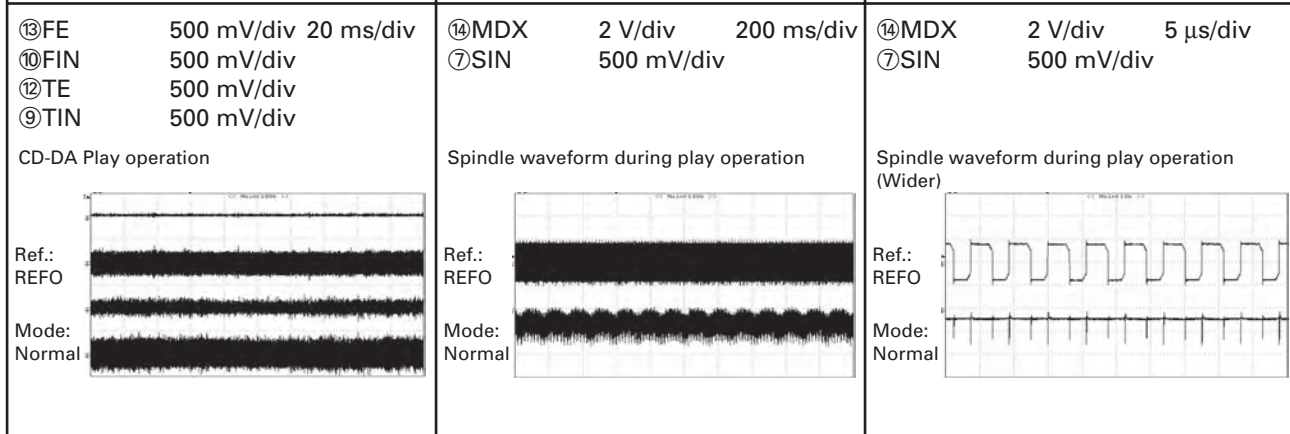 ⑬FE 500 mV/div 20 ms/div
⑩FIN 500 mV/div
⑫TE 500 mV/div
⑨TIN 500 mV/div
CD-DA Play operation
Ref.:
REFO
Mode:
Normal
⑭MDX 2 V/div 200 ms/div
⑦SIN 500 mV/div
Spindle waveform during play operation
Ref.:
REFO
Mode:
Normal
⑭MDX 2 V/div 5 μs/div
⑦SIN 500 mV/div
Spindle waveform during play operation
(Wider)
Ref.:
REFO
Mode:
Normal